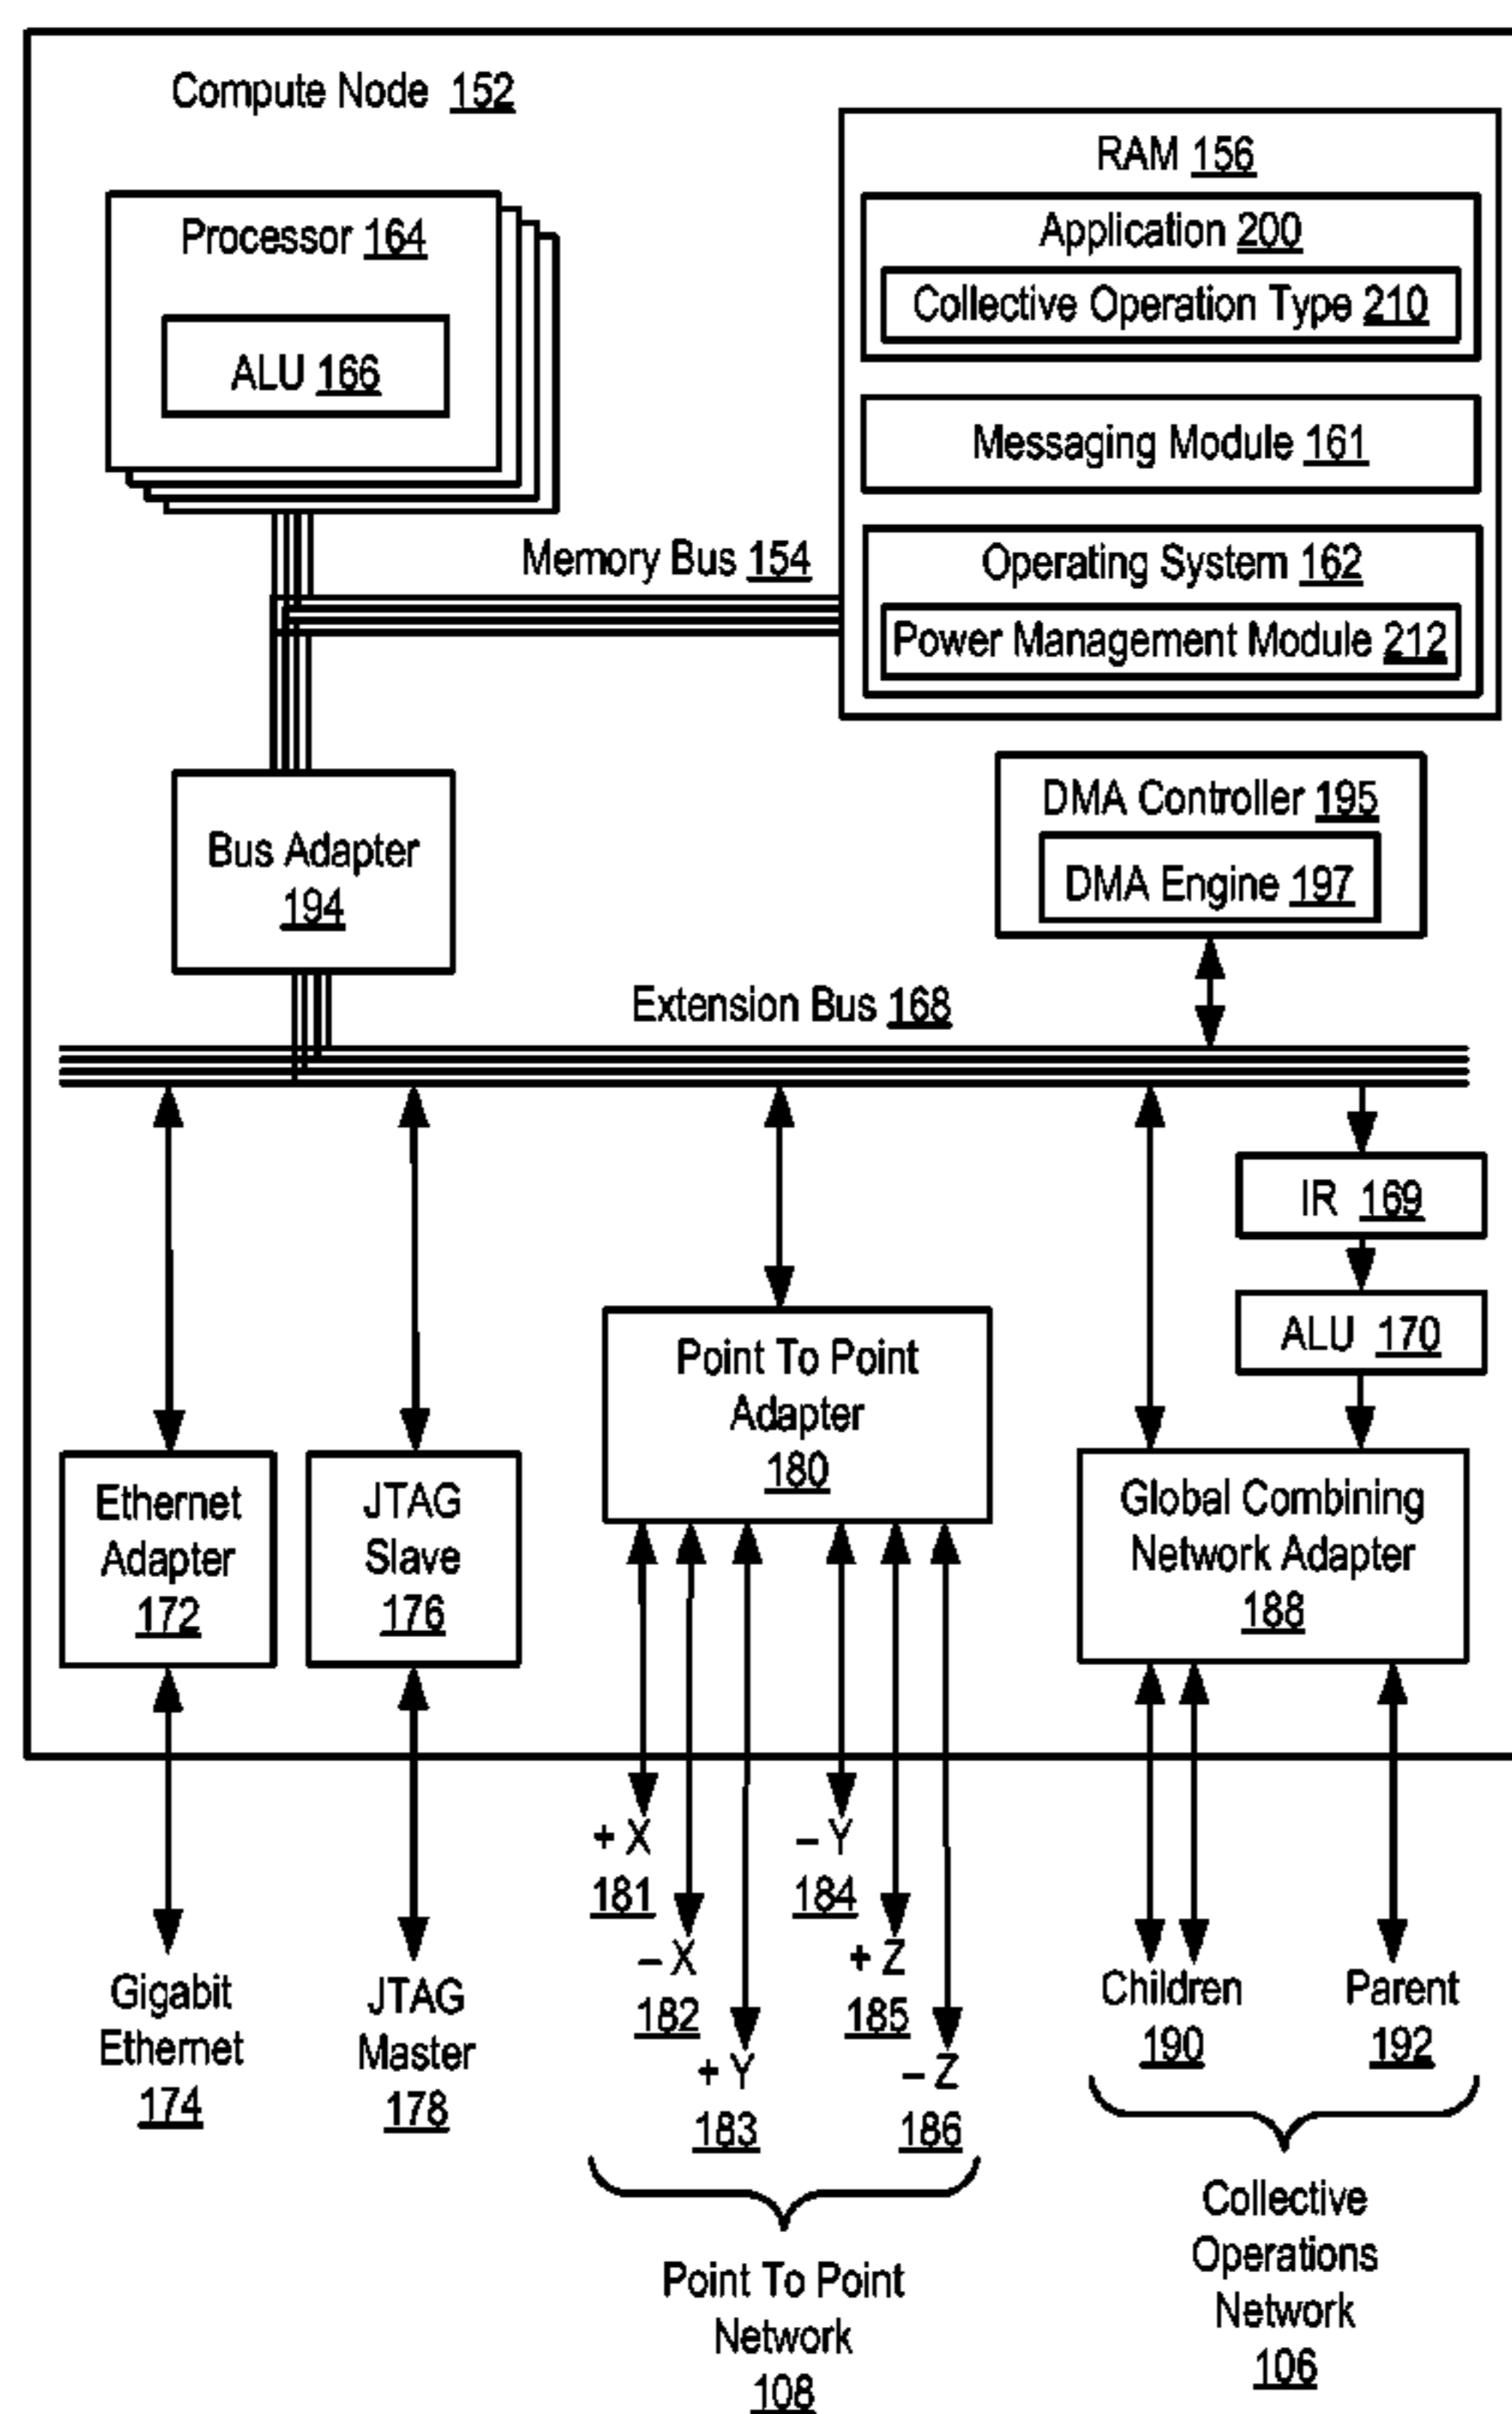 Compute Node 152
RAM 156
Application 200
Collective Operation Type 210
Processor 164
ALU 166
Messaging Module 161
Memory Bus 154
Operating System 162
Power Management Module 212
Bus Adapter
194
DMA Controller 195
DMA Engine 197
Extension Bus 168
IR 169
ALU 170
Point To Point
Adapter
180
Ethernet
Adapter
172
JTAG
Slave
176
Global Combining
Network Adapter
188
+ X
181
– X
182
+ Y
183
– Y
184
+ Z
185
– Z
186
Gigabit
Ethernet
174
JTAG
Master
178
Children
190
Parent
192
Point To Point
Network
108
Collective
Operations
Network
106